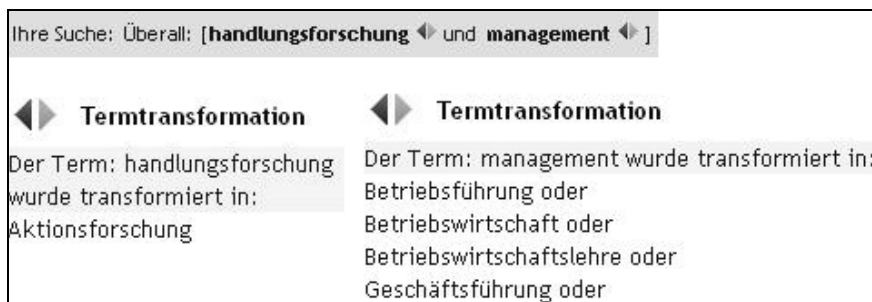 Ihre Suche: Überall: [handlungsforschung und management ]
Termtransformation
Der Term: handlungsforschung
wurde transformiert in:
Aktionsforschung
Termtransformation
Der Term: management wurde transformiert in:
Betriebsführung oder
Betriebswirtschaft oder
Betriebswirtschaftslehre oder
Geschäftsführung oder